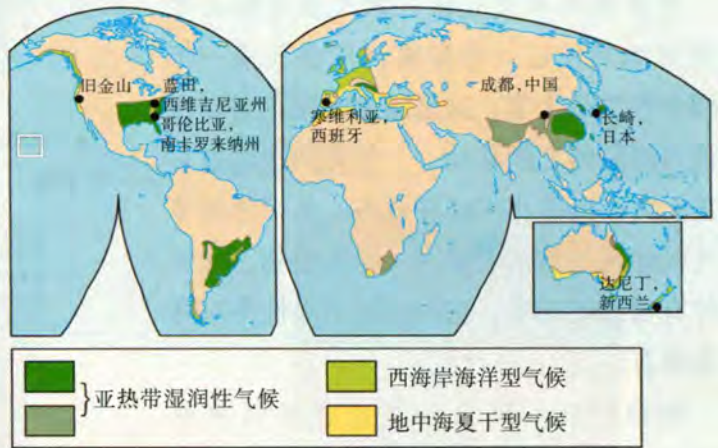 旧金山
蓝田，
西维吉尼亚州
哥伦比亚，
南卡罗来纳州
塞维利亚，
西班牙
成都，中国
长崎，
日本
达尼丁，
新西兰
}亚热带湿润性气候
西海岸海洋型气候
地中海夏干型气候